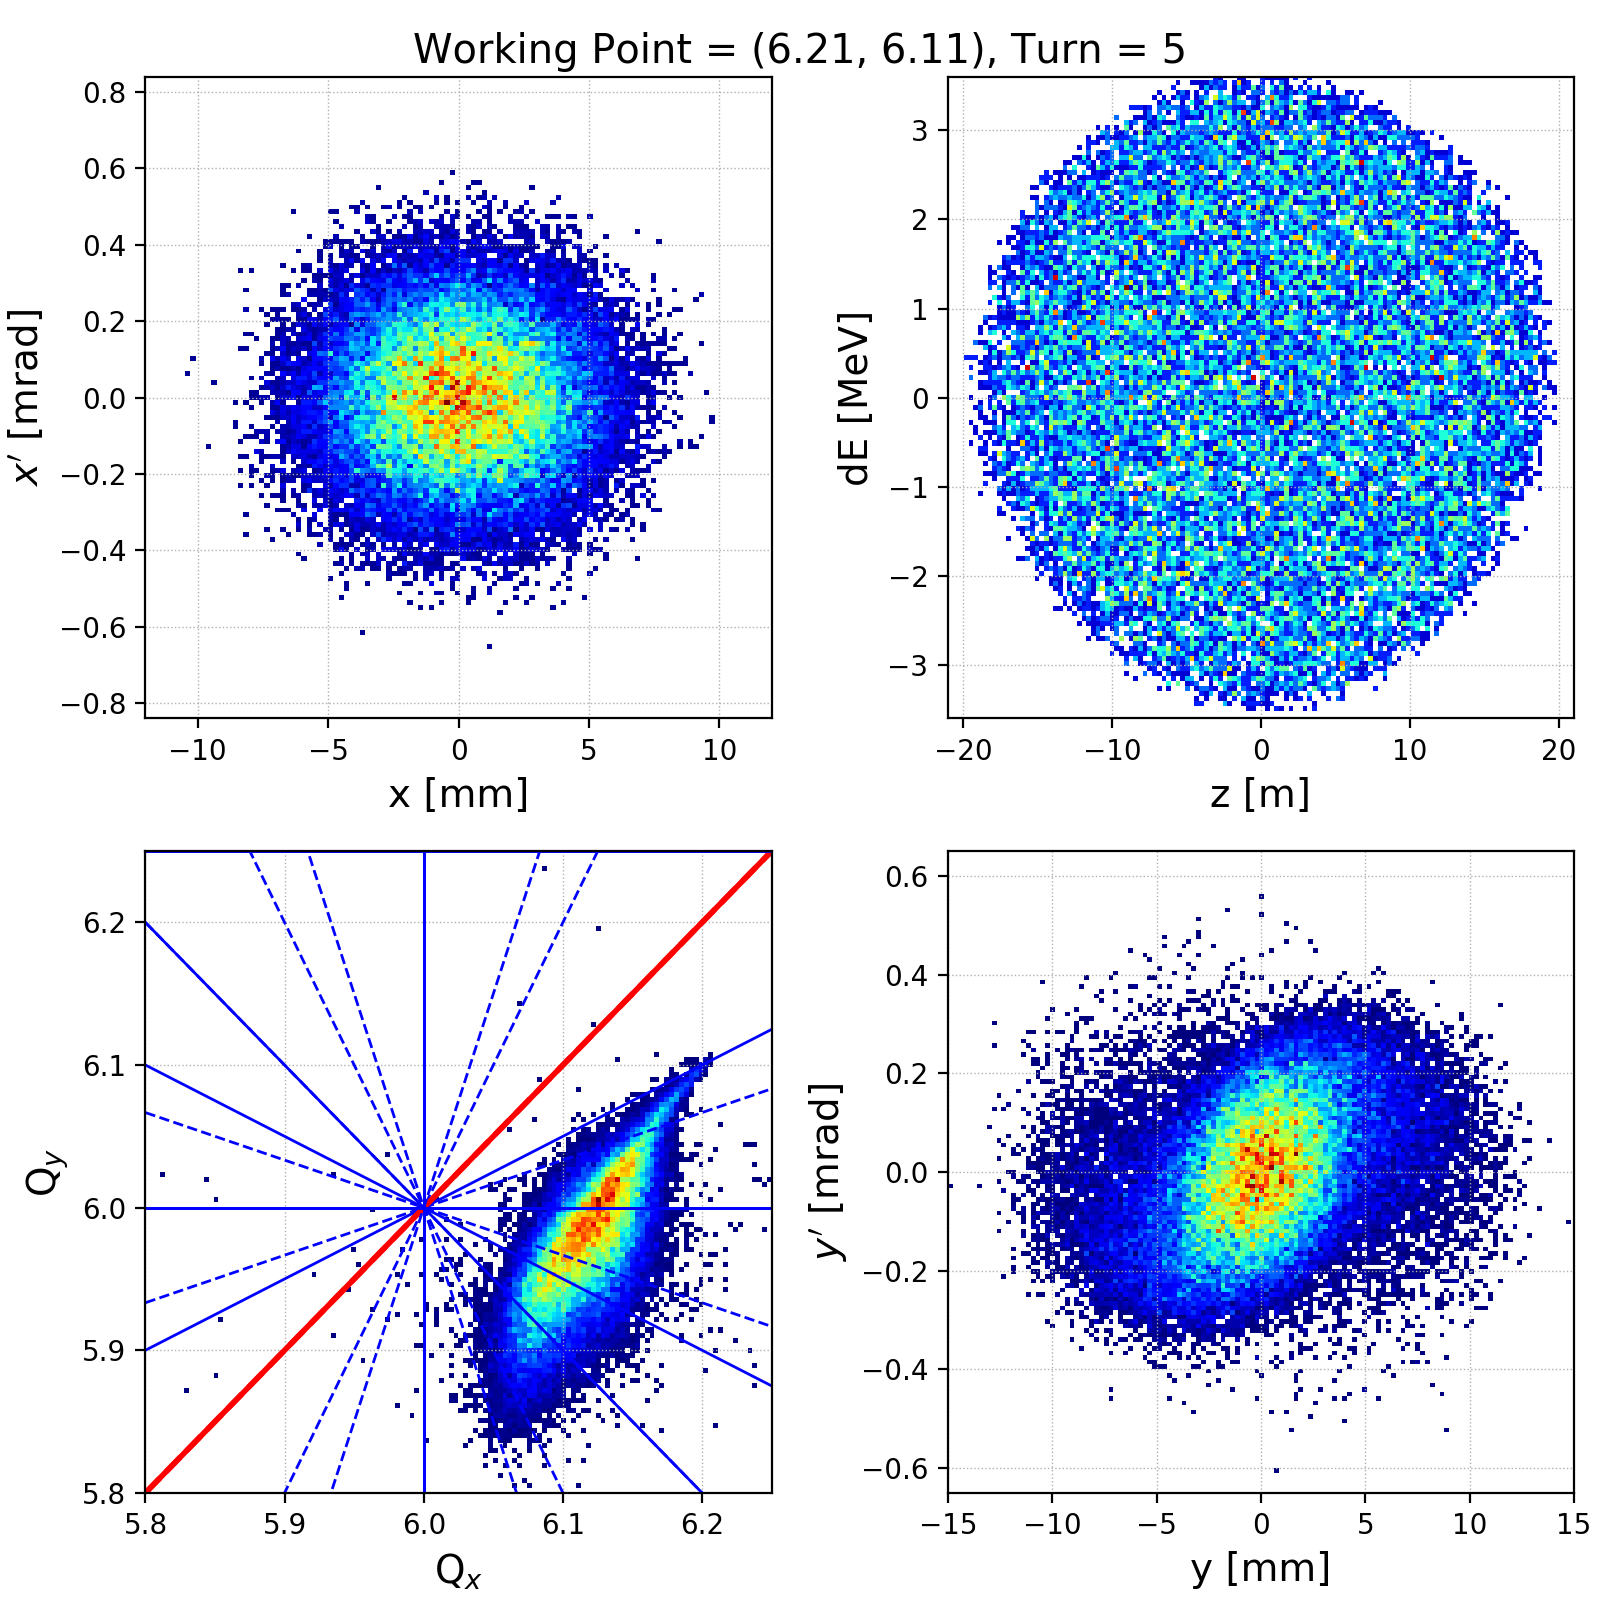 Working Point = (6.21, 6.11), Turn = 5
0.8
0.6
0.4
0.2
0.0
−0.2
−0.4
−0.6
−0.8
x′ [mrad]
−10 −5 0 5 10
x [mm]
3
2
1
0
−1
−2
−3
dE [MeV]
−20 −10 0 10 20
z [m]
6.2
6.1
6.0
5.9
5.8
Qy
5.8 5.9 6.0 6.1 6.2
Qx
0.6
0.4
0.2
0.0
−0.2
−0.4
−0.6
y′ [mrad]
−15 −10 −5 0 5 10 15
y [mm]